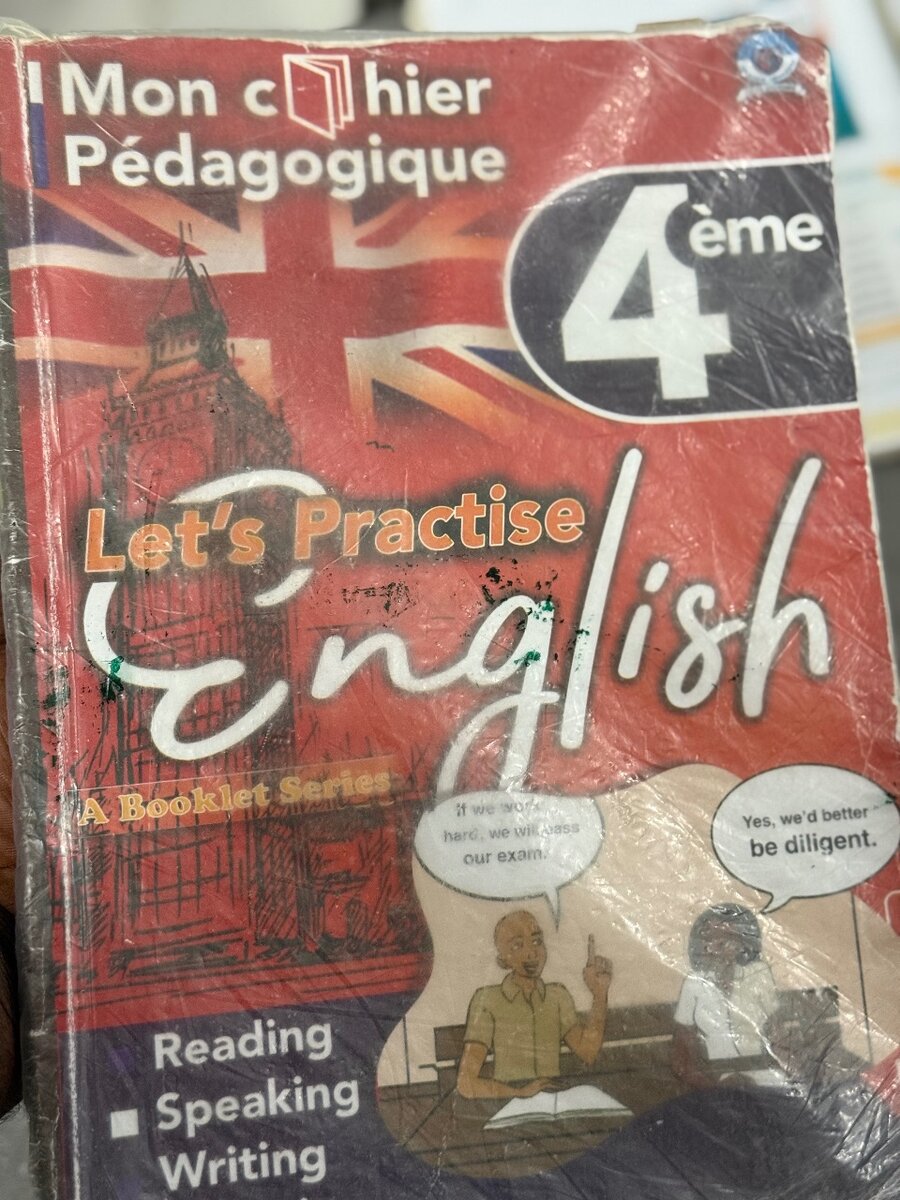 Mon c hier
Pédagogique
4ème
Let's Practise
English
A Booklet Series
If we work
hard, we will pass
our exam.
Yes, we'd better
be diligent.
Reading
Speaking
Writing